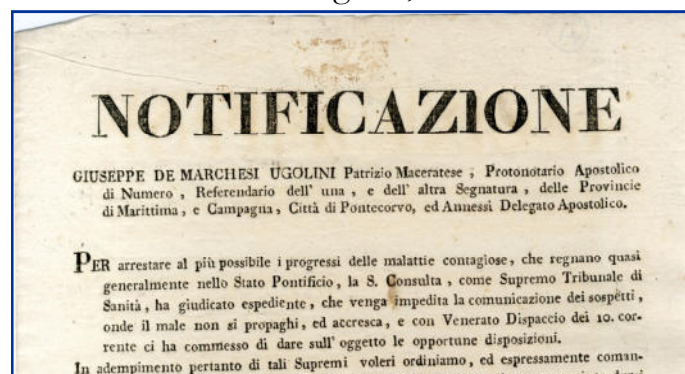 NOTIFICAZIONE
GIUSEPPE DE MARCHESI UGOLINI Patrizio Maceratese , Protonotario Apostolico
di Numero , Referendario dell' una , e dell' altra Segnatura , delle Provincie
di Marittima , e Campagna , Città di Pontecorvo, ed Annessi Delegato Apostolico.
PER arrestare al più possibile i progressi delle malattie contagiose, che regnano quasi
generalmente nello Stato Pontificio, la S. Consulta , come Supremo Tribunale di
Sanità , ha giudicato espediente , che venga impedita la comunicazione dei sospetti ,
onde il male non si propaghi, ed accresca, e con Venerato Dispaccio dei 10. cor-
rente ci ha commesso di dare sull' oggetto le opportune disposizioni.
In adempimento pertanto di tali Supremi voleri ordiniamo, ed espressamente coman-